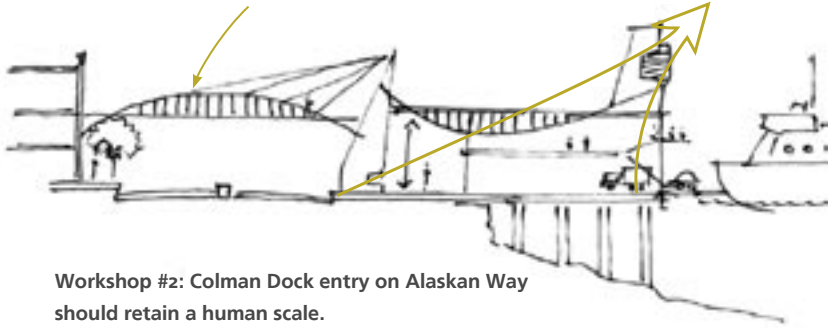 Workshop #2: Colman Dock entry on Alaskan Way
should retain a human scale.